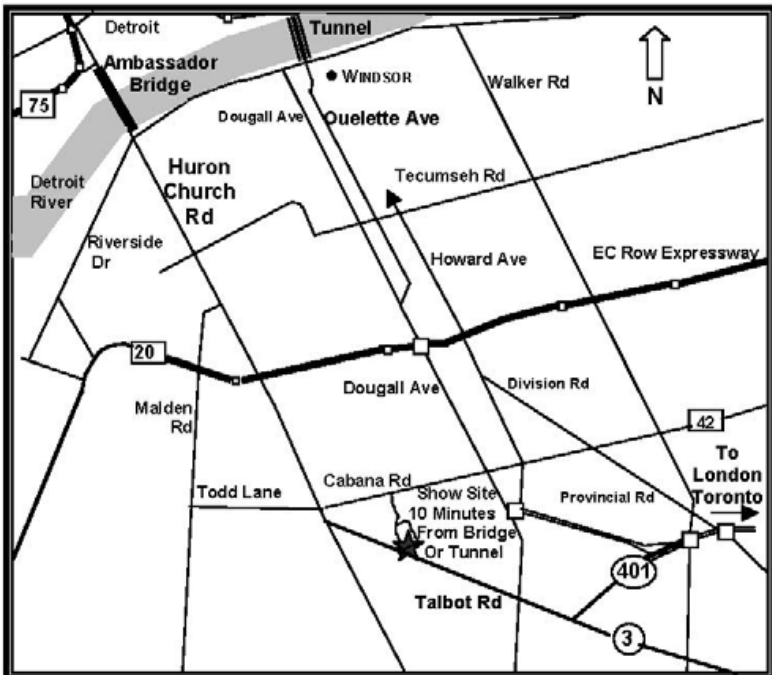 Detroit
Tunnel
Ambassador
Bridge
WINDSOR
Walker Rd
N
75
Dougall Ave
Ouelette Ave
Huron
Church
Rd
Tecumseh Rd
Detroit
River
Riverside
Dr
Howard Ave
EC Row Expressway
20
Dougall Ave
Division Rd
Malden
Rd
42
To
London
Toronto
Cabana Rd
Todd Lane
Show Site
10 Minutes
From Bridge
Or Tunnel
Provincial Rd
401
Talbot Rd
3